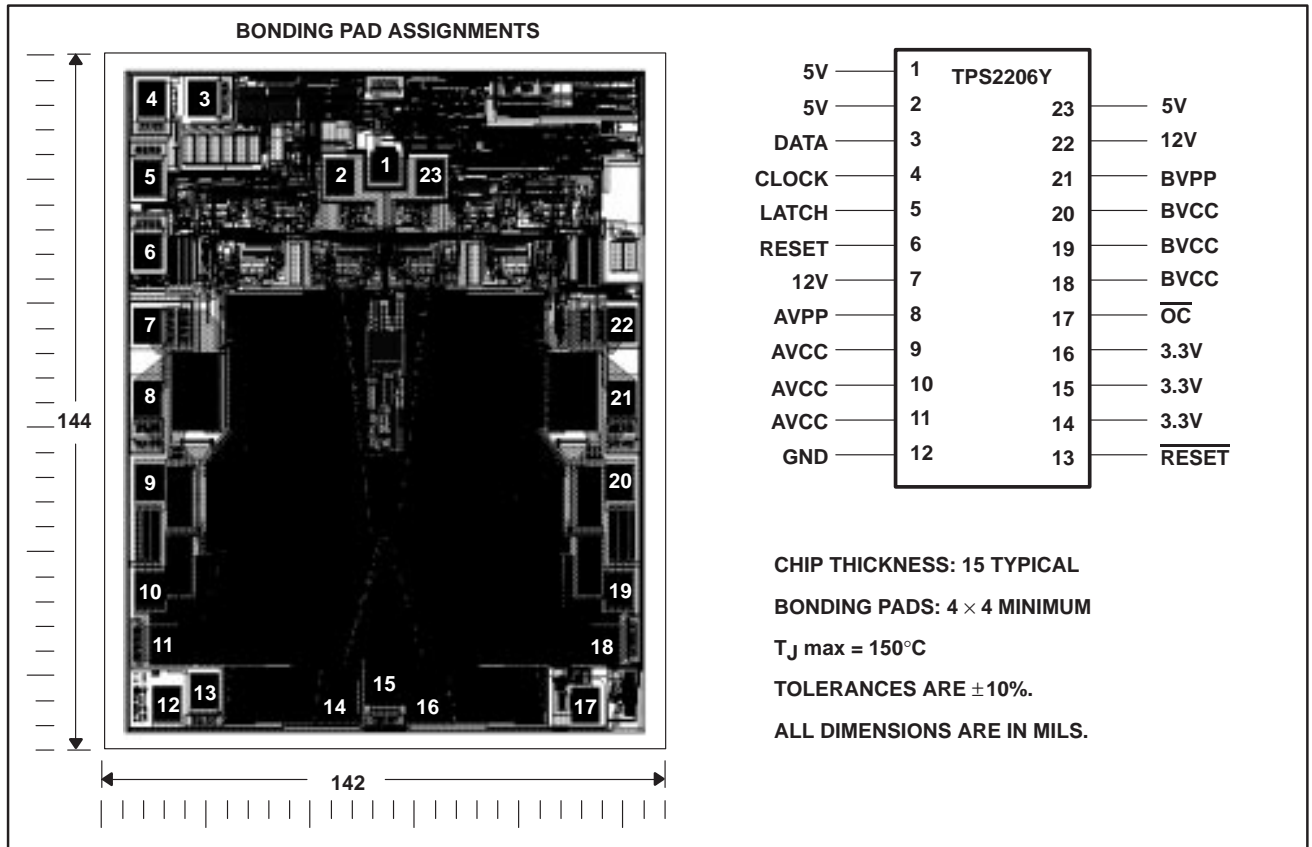 BONDING PAD ASSIGNMENTS
4 3
5 2 1 23
6
7 22
8 21
9 20
10 19
11 18
12 13 14 15 16 17
144
142
TPS2206Y
5V 1
5V 2 23 5V
DATA 3 22 12V
CLOCK 4 21 BVPP
LATCH 5 20 BVCC
RESET 6 19 BVCC
12V 7 18 BVCC
AVPP 8 17 OC
AVCC 9 16 3.3V
AVCC 10 15 3.3V
AVCC 11 14 3.3V
GND 12 13 RESET
CHIP THICKNESS: 15 TYPICAL
BONDING PADS: 4 × 4 MINIMUM
TJ max = 150°C
TOLERANCES ARE ±10%.
ALL DIMENSIONS ARE IN MILS.